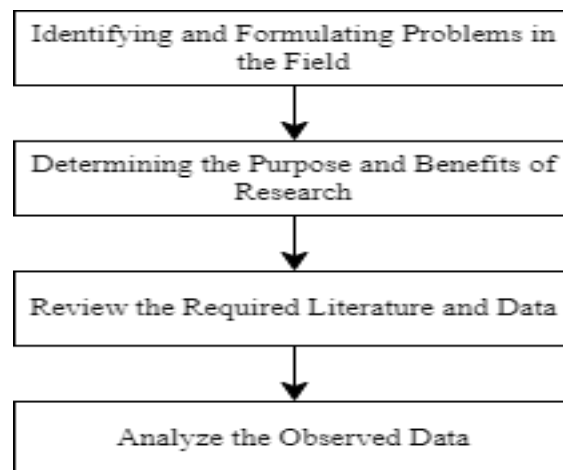 Identifying and Formulating Problems in
the Field
Determining the Purpose and Benefits of
Research
Review the Required Literature and Data
Analyze the Observed Data